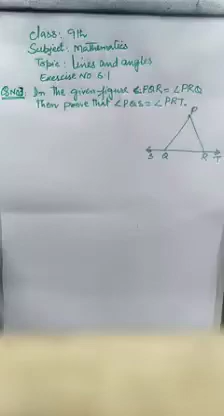 Class: 9th
Subject: Mathematics
Topic: Lines and angles
Exercise No 6.1
Q No3: In the given figure ∠PQR = ∠PRQ
Then prove that ∠PQS = ∠PRT.
P
S Q R T